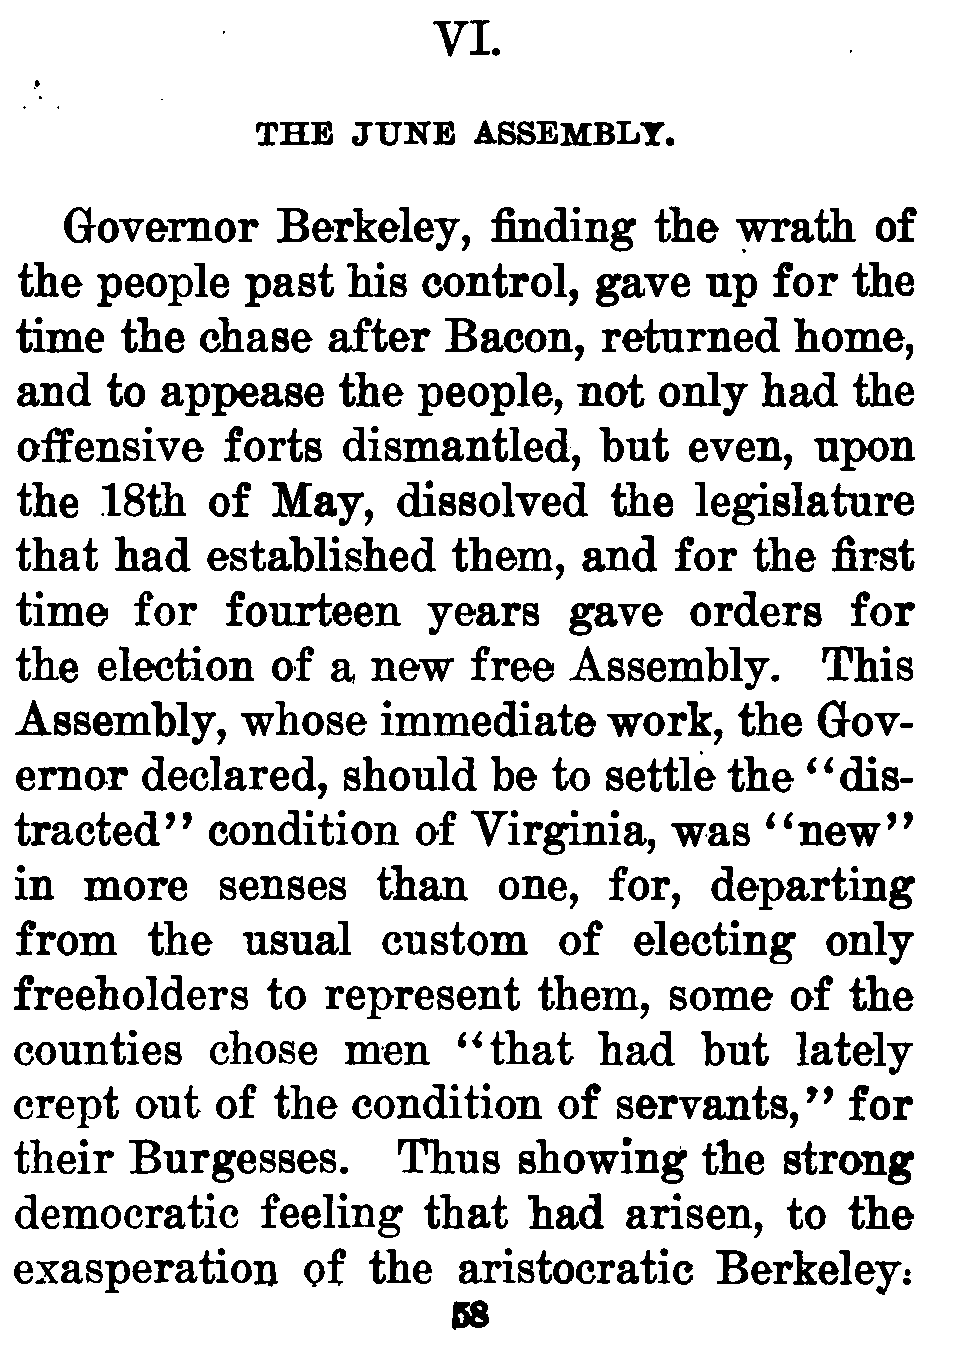 VI.
THE JUNE ASSEMBLY.
Governor Berkeley, finding the wrath of
the people past his control, gave up for the
time the chase after Bacon, returned home,
and to appease the people, not only had the
offensive forts dismantled, but even, upon
the 18th of May, dissolved the legislature
that had established them, and for the first
time for fourteen years gave orders for
the election of a new free Assembly. This
Assembly, whose immediate work, the Gov-
ernor declared, should be to settle the "dis-
tracted" condition of Virginia, was "new"
in more senses than one, for, departing
from the usual custom of electing only
freeholders to represent them, some of the
counties chose men "that had but lately
crept out of the condition of servants," for
their Burgesses. Thus showing the strong
democratic feeling that had arisen, to the
exasperation of the aristocratic Berkeley:
58